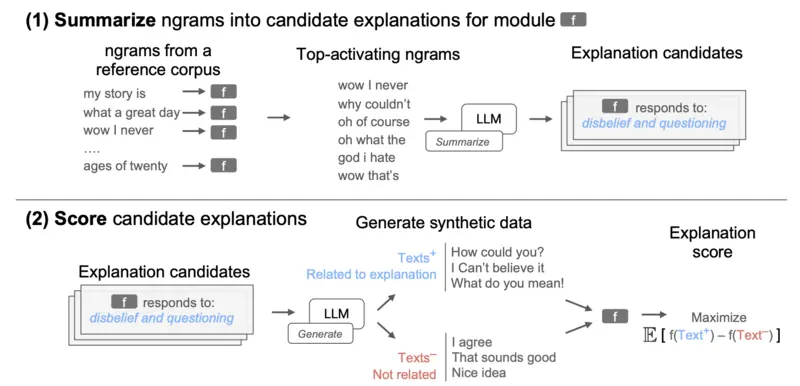 (1) Summarize ngrams into candidate explanations for module f
ngrams from a
reference corpus
my story is f
what a great day f
wow I never f
....
ages of twenty f
Top-activating ngrams
wow I never
why couldn't
oh of course
oh what the
god i hate
wow that's
LLM
Summarize
Explanation candidates
f responds to:
disbelief and questioning
(2) Score candidate explanations
Explanation candidates
f responds to:
disbelief and questioning
LLM
Generate
Generate synthetic data
Texts+
Related to explanation
How could you?
I Can't believe it
What do you mean!
Texts–
Not related
I agree
That sounds good
Nice idea
f
Explanation
score
Maximize
𝔼 [ f(Text+) – f(Text–) ]